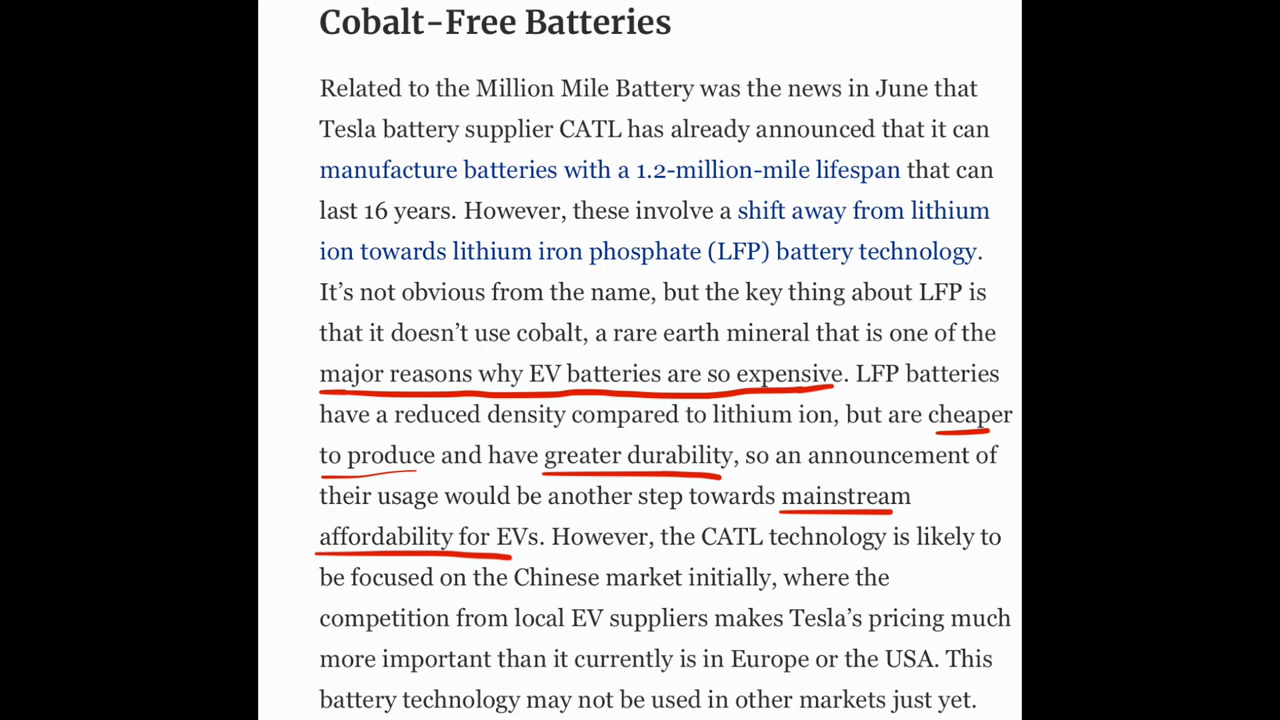 Cobalt-Free Batteries
Related to the Million Mile Battery was the news in June that
Tesla battery supplier CATL has already announced that it can
manufacture batteries with a 1.2-million-mile lifespan that can
last 16 years. However, these involve a shift away from lithium
ion towards lithium iron phosphate (LFP) battery technology.
It’s not obvious from the name, but the key thing about LFP is
that it doesn’t use cobalt, a rare earth mineral that is one of the
major reasons why EV batteries are so expensive. LFP batteries
have a reduced density compared to lithium ion, but are cheaper
to produce and have greater durability, so an announcement of
their usage would be another step towards mainstream
affordability for EVs. However, the CATL technology is likely to
be focused on the Chinese market initially, where the
competition from local EV suppliers makes Tesla’s pricing much
more important than it currently is in Europe or the USA. This
battery technology may not be used in other markets just yet.